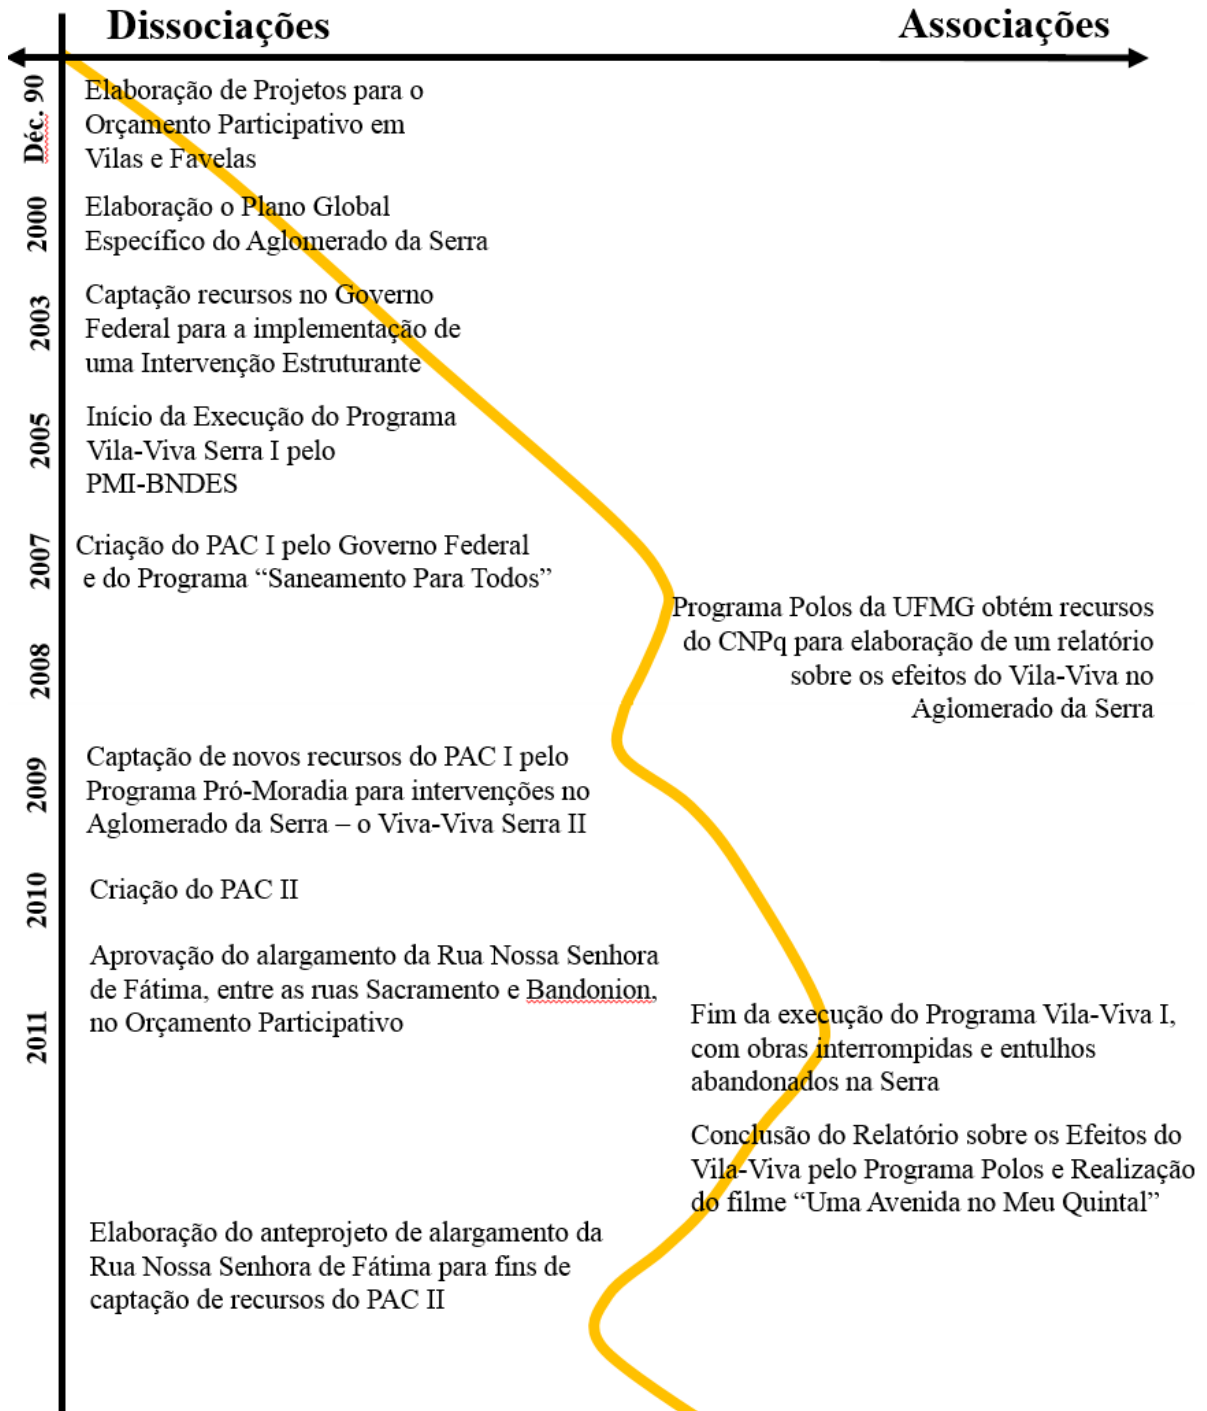 Dissociações
Associações
Déc. 90
Elaboração de Projetos para o
Orçamento Participativo em
Vilas e Favelas
2000
Elaboração o Plano Global
Específico do Aglomerado da Serra
2003
Captação recursos no Governo
Federal para a implementação de
uma Intervenção Estruturante
2005
Início da Execução do Programa
Vila-Viva Serra I pelo
PMI-BNDES
2007
Criação do PAC I pelo Governo Federal
e do Programa “Saneamento Para Todos”
Programa Polos da UFMG obtém recursos
do CNPq para elaboração de um relatório
sobre os efeitos do Vila-Viva no
Aglomerado da Serra
2008
2009
Captação de novos recursos do PAC I pelo
Programa Pró-Moradia para intervenções no
Aglomerado da Serra – o Viva-Viva Serra II
2010
Criação do PAC II
2011
Aprovação do alargamento da Rua Nossa Senhora
de Fátima, entre as ruas Sacramento e Bandonion,
no Orçamento Participativo
Fim da execução do Programa Vila-Viva I,
com obras interrompidas e entulhos
abandonados na Serra
Conclusão do Relatório sobre os Efeitos do
Vila-Viva pelo Programa Polos e Realização
do filme “Uma Avenida no Meu Quintal”
Elaboração do anteprojeto de alargamento da
Rua Nossa Senhora de Fátima para fins de
captação de recursos do PAC II